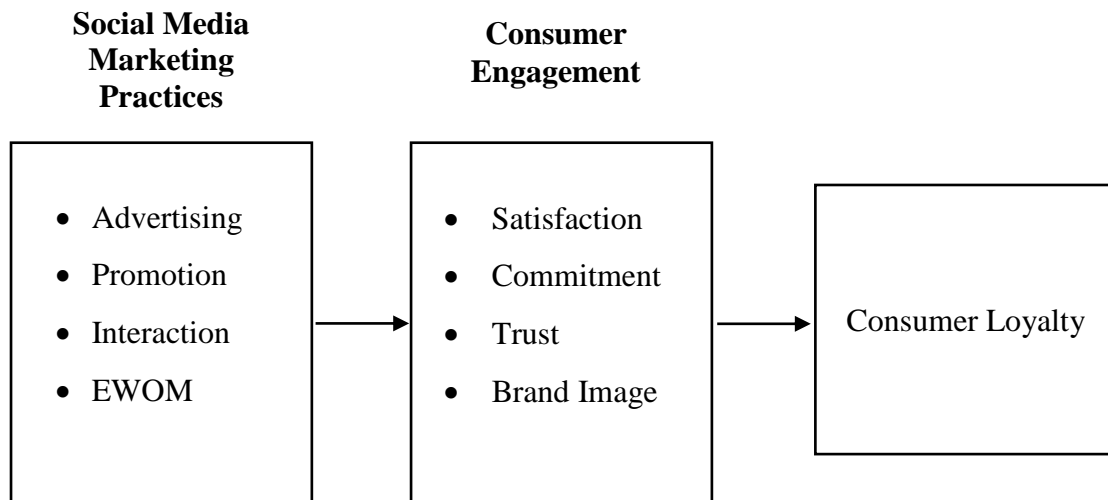 Social Media
Marketing
Practices
Consumer
Engagement
• Advertising
• Promotion
• Interaction
• EWOM
• Satisfaction
• Commitment
• Trust
• Brand Image
Consumer Loyalty